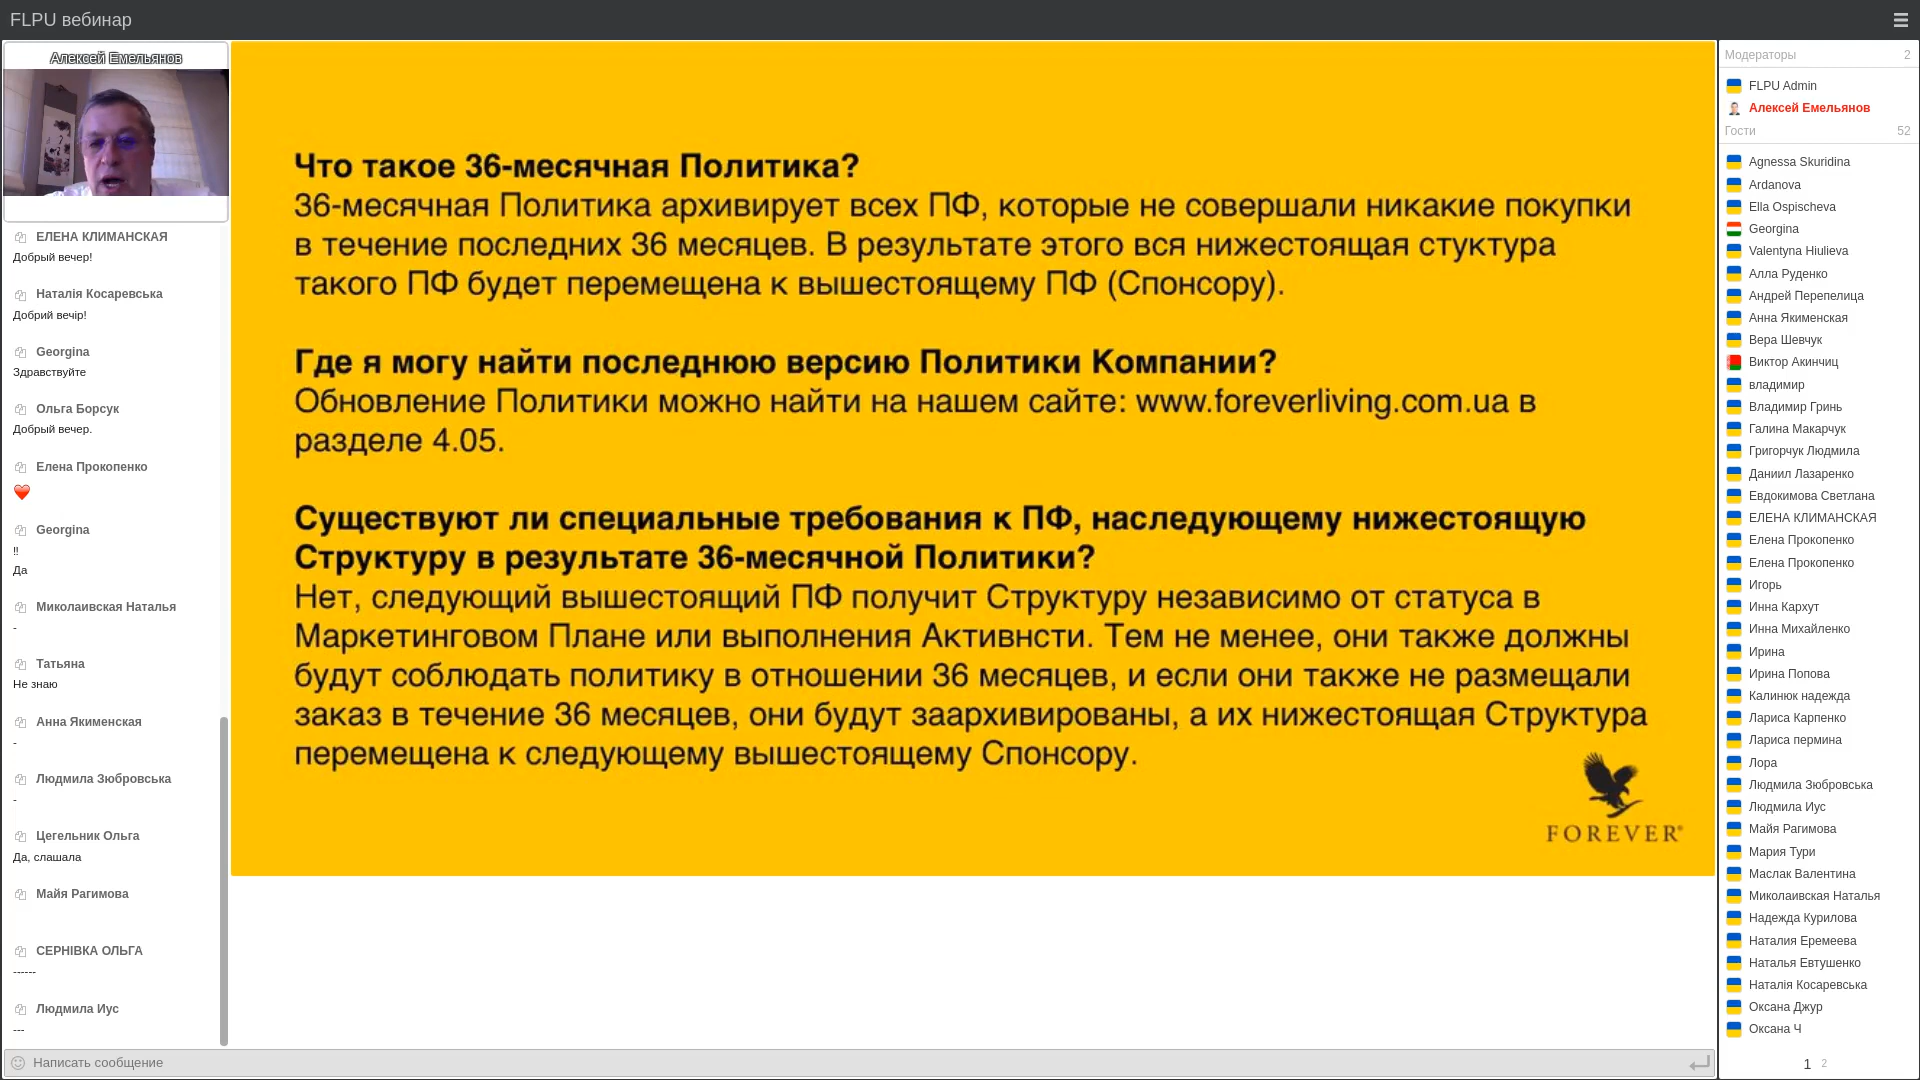 FLPU вебинар
Алексей Емельянов
ЕЛЕНА КЛИМАНСКАЯ
Добрый вечер!
Наталія Косаревська
Добрий вечір!
Georgina
Здравствуйте
Ольга Борсук
Добрый вечер.
Елена Прокопенко
Georgina
!!
Да
Миколаивская Наталья
-
Татьяна
Не знаю
Анна Якименская
-
Людмила Зюбровська
-
Цегельник Ольга
Да, слашала
Майя Рагимова
СЕРНІВКА ОЛЬГА
------
Людмила Иус
---
Написать сообщение
Что такое 36-месячная Политика?
36-месячная Политика архивирует всех ПФ, которые не совершали никакие покупки
в течение последних 36 месяцев. В результате этого вся нижестоящая стуктура
такого ПФ будет перемещена к вышестоящему ПФ (Спонсору).
Где я могу найти последнюю версию Политики Компании?
Обновление Политики можно найти на нашем сайте: www.foreverliving.com.ua в
разделе 4.05.
Существуют ли специальные требования к ПФ, наследующему нижестоящую
Структуру в результате 36-месячной Политики?
Нет, следующий вышестоящий ПФ получит Структуру независимо от статуса в
Маркетинговом Плане или выполнения Активнсти. Тем не менее, они также должны
будут соблюдать политику в отношении 36 месяцев, и если они также не размещали
заказ в течение 36 месяцев, они будут заархивированы, а их нижестоящая Структура
перемещена к следующему вышестоящему Спонсору.
FOREVER®
Модераторы 2
FLPU Admin
Алексей Емельянов
Гости 52
Agnessa Skuridina
Ardanova
Ella Ospischeva
Georgina
Valentyna Hiulieva
Алла Руденко
Андрей Перепелица
Анна Якименская
Вера Шевчук
Виктор Акинчиц
владимир
Владимир Гринь
Галина Макарчук
Григорчук Людмила
Даниил Лазаренко
Евдокимова Светлана
ЕЛЕНА КЛИМАНСКАЯ
Елена Прокопенко
Елена Прокопенко
Игорь
Инна Кархут
Инна Михайленко
Ирина
Ирина Попова
Калинюк надежда
Лариса Карпенко
Лариса пермина
Лора
Людмила Зюбровська
Людмила Иус
Майя Рагимова
Мария Тури
Маслак Валентина
Миколаивская Наталья
Надежда Курилова
Наталия Еремеева
Наталья Евтушенко
Наталія Косаревська
Оксана Джур
Оксана Ч
1 2